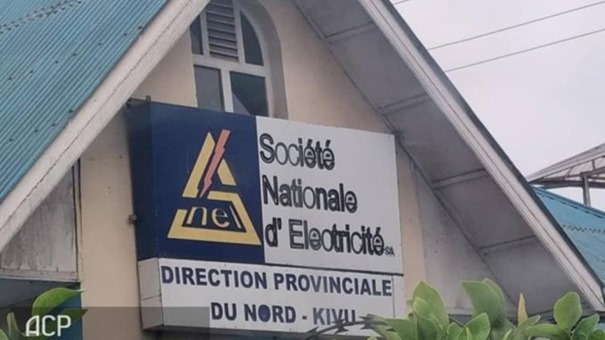 Société
Nationale
d'Electricité SA
Snel
DIRECTION PROVINCIALE
DU NORD - KIVU
ACP